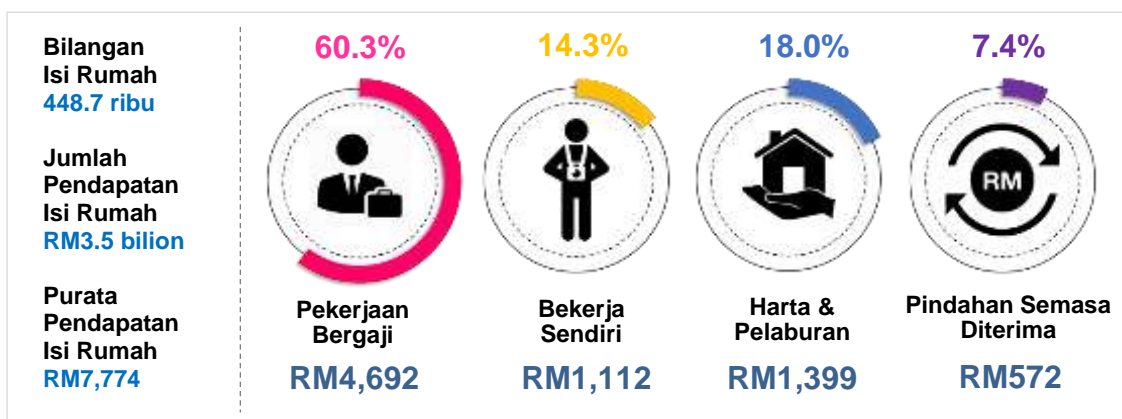 Bilangan
Isi Rumah
448.7 ribu
Jumlah
Pendapatan
Isi Rumah
RM3.5 bilion
Purata
Pendapatan
Isi Rumah
RM7,774
60.3%
Pekerjaan
Bergaji
RM4,692
14.3%
Bekerja
Sendiri
RM1,112
18.0%
Harta &
Pelaburan
RM1,399
7.4%
RM
Pindahan Semasa
Diterima
RM572